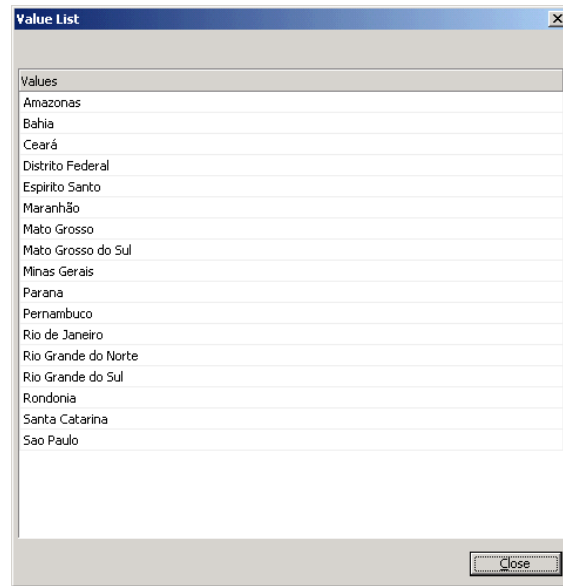 Value List
Values
Amazonas
Bahia
Ceará
Distrito Federal
Espirito Santo
Maranhão
Mato Grosso
Mato Grosso do Sul
Minas Gerais
Parana
Pernambuco
Rio de Janeiro
Rio Grande do Norte
Rio Grande do Sul
Rondonia
Santa Catarina
Sao Paulo
Close